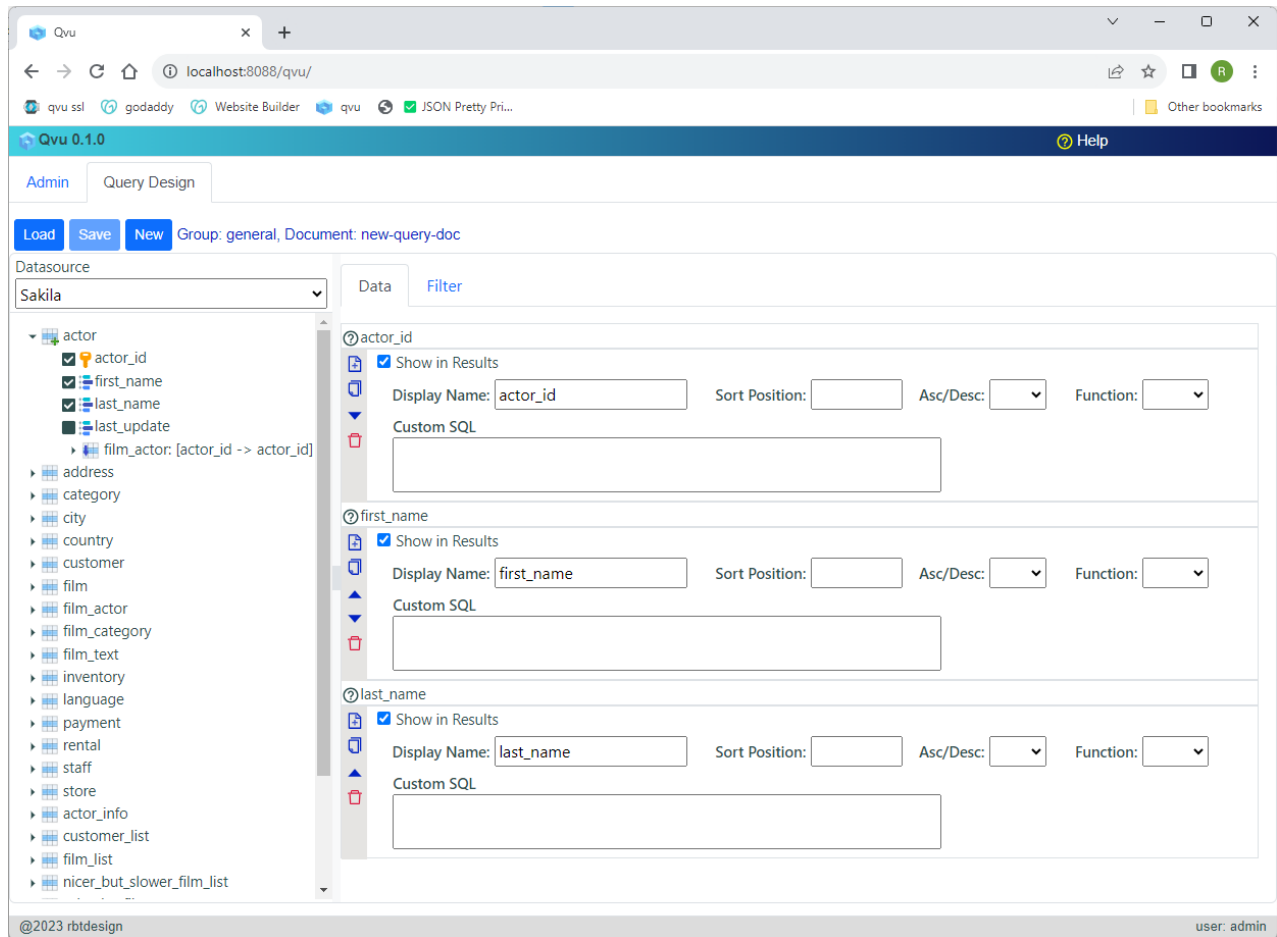 Qvu
localhost:8088/qvu/
R
qvu ssl godaddy Website Builder qvu JSON Pretty Pri... Other bookmarks
Qvu 0.1.0 Help
Admin Query Design
Load Save New Group: general, Document: new-query-doc
Datasource
Sakila
actor
actor_id
first_name
last_name
last_update
film_actor: [actor_id -> actor_id]
address
category
city
country
customer
film
film_actor
film_category
film_text
inventory
language
payment
rental
staff
store
actor_info
customer_list
film_list
nicer_but_slower_film_list
Data Filter
actor_id
Show in Results
Display Name: actor_id Sort Position: Asc/Desc: Function:
Custom SQL
first_name
Show in Results
Display Name: first_name Sort Position: Asc/Desc: Function:
Custom SQL
last_name
Show in Results
Display Name: last_name Sort Position: Asc/Desc: Function:
Custom SQL
@2023 rbtdesign user: admin